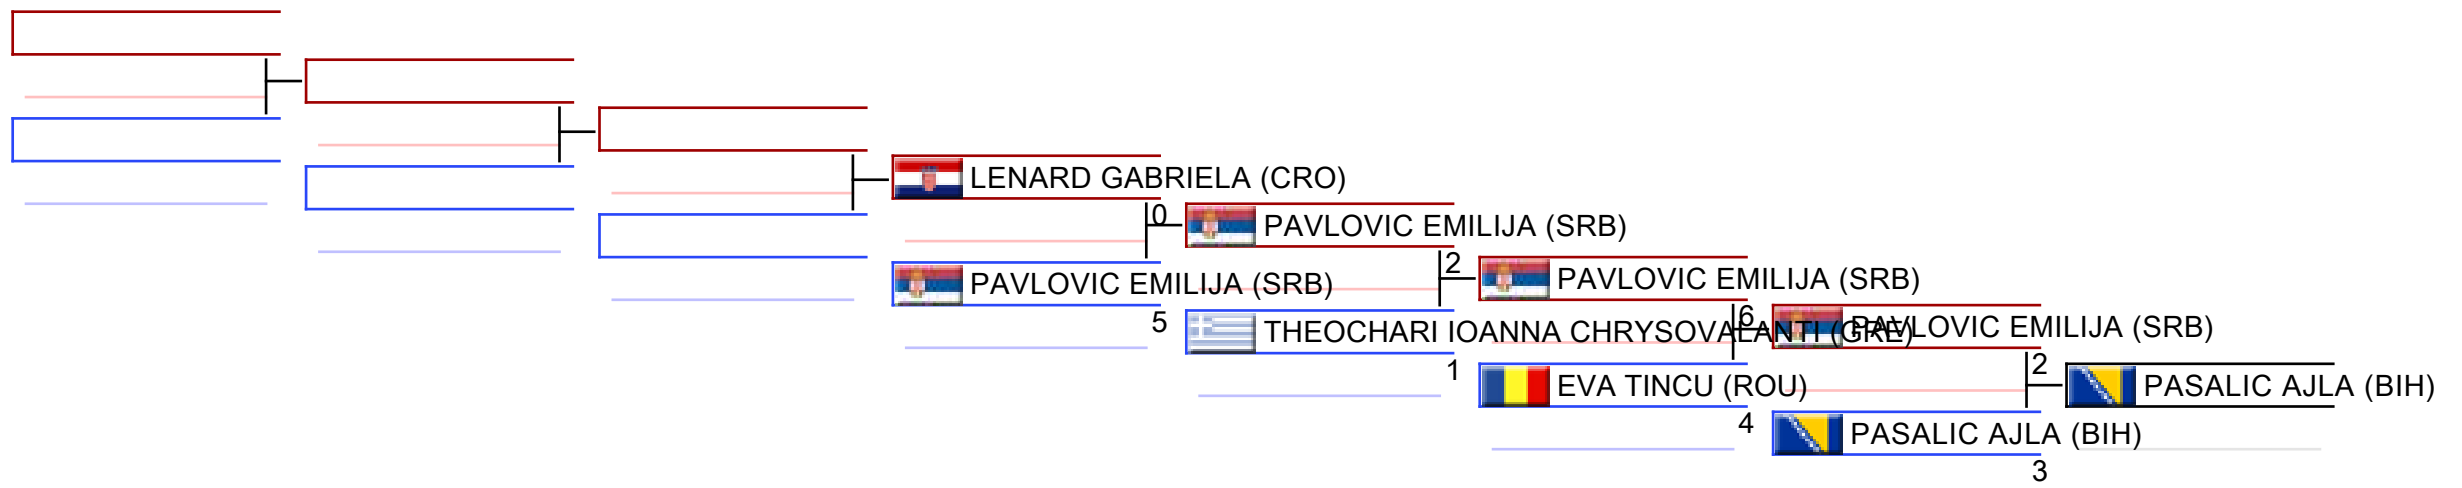 LENARD GABRIELA (CRO)
0
PAVLOVIC EMILIJA (SRB)
PAVLOVIC EMILIJA (SRB)
5
2
THEOCHARI IOANNA CHRYSOVALANTI (GRE)
1
PAVLOVIC EMILIJA (SRB)
6
EVA TINCU (ROU)
4
PAVLOVIC EMILIJA (SRB)
2
PASALIC AJLA (BIH)
3
PASALIC AJLA (BIH)